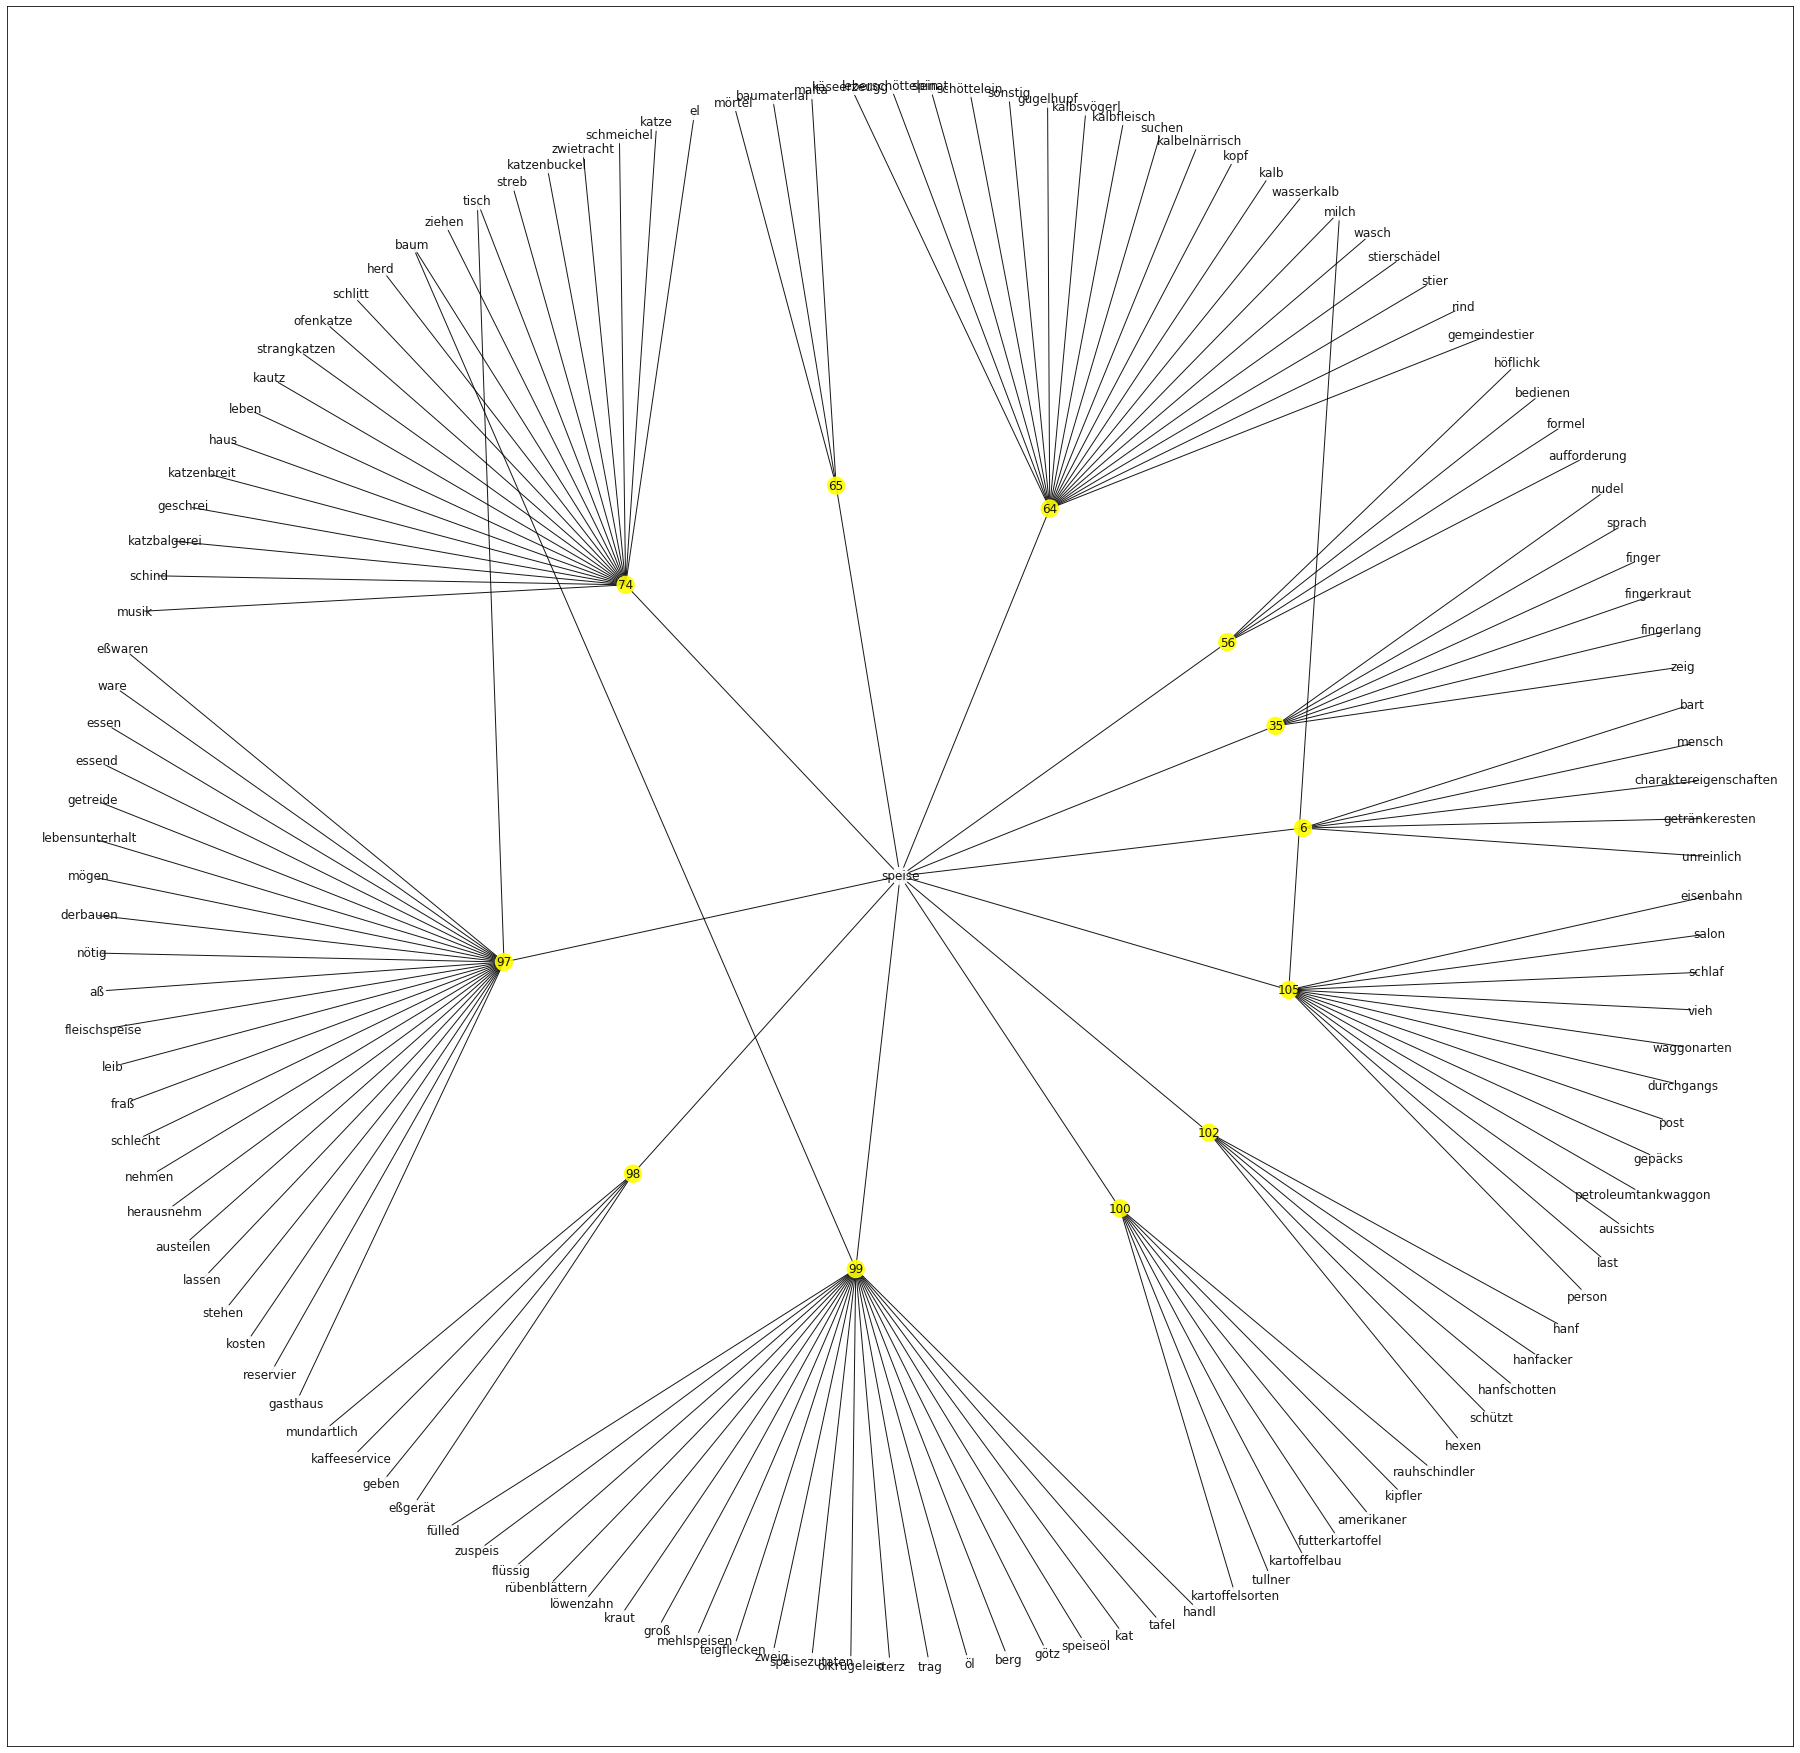 käseerzeugg
leberschöttelein
spinat
schöttelein
sonstig
gugelhupf
kalbsvögerl
kalbfleisch
suchen
kalbelnärrisch
kopf
kalb
wasserkalb
milch
wasch
stierschädel
stier
rind
gemeindestier
höflichk
bedienen
formel
aufforderung
nudel
sprach
finger
fingerkraut
fingerlang
zeig
bart
mensch
charaktereigenschaften
getränkeresten
unreinlich
eisenbahn
salon
schlaf
vieh
waggonarten
durchgangs
post
gepäcks
petroleumtankwaggon
aussichts
last
person
hanf
hanfacker
hanfschotten
schützt
hexen
rauhschindler
kipfler
amerikaner
futterkartoffel
kartoffelbau
tullner
kartoffelsorten
handl
tafel
kat
speiseöl
götz
berg
öl
trag
sterz
ölkrügelein
speisezutaten
zweig
teigflecken
mehlspeisen
groß
kraut
löwenzahn
rübenblättern
flüssig
zuspeis
fülled
eßgerät
geben
kaffeeservice
mundartlich
gasthaus
reservier
kosten
stehen
lassen
austeilen
herausnehm
nehmen
schlecht
fraß
leib
fleischspeise
aß
nötig
derbauen
mögen
lebensunterhalt
getreide
essend
essen
ware
eßwaren
musik
schind
katzbalgerei
geschrei
katzenbreit
haus
leben
kautz
strangkatzen
ofenkatze
schlitt
herd
baum
ziehen
tisch
streb
katzenbuckel
zwietracht
schmeichel
katze
el
mörtel
baumaterial
malta
65
64
74
56
35
6
speise
97
105
102
98
100
99